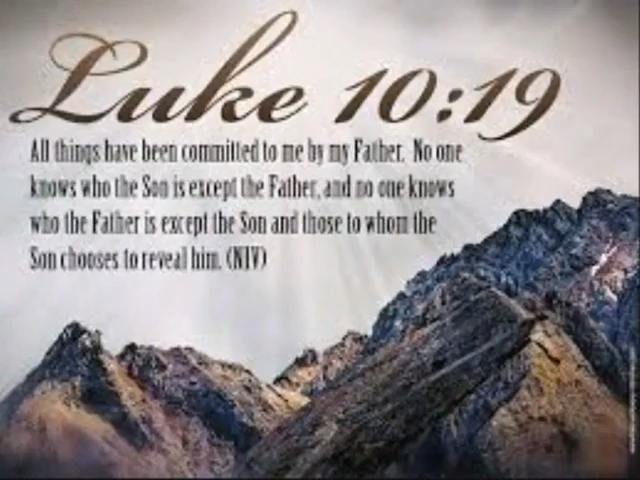 Luke 10:19
All things have been committed to me by my Father. No one
knows who the Son is except the Father, and no one knows
who the Father is except the Son and those to whom the
Son chooses to reveal him. (NIV)